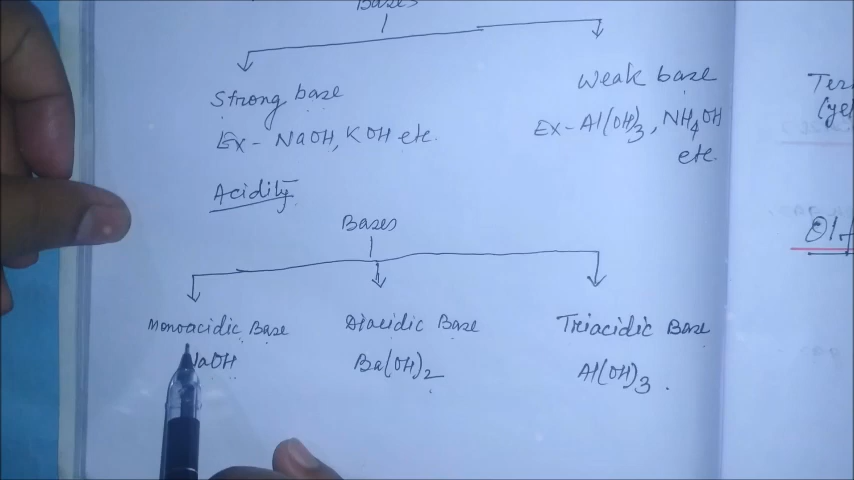 Bases
Strong base
Weak base
Ex- NaOH, KOH etc.
Ex- Al(OH)3, NH4OH
etc.
Acidity
Bases
Monoacidic Base
Diacidic Base
Triacidic Base
NaOH
Ba(OH)2
Al(OH)3.